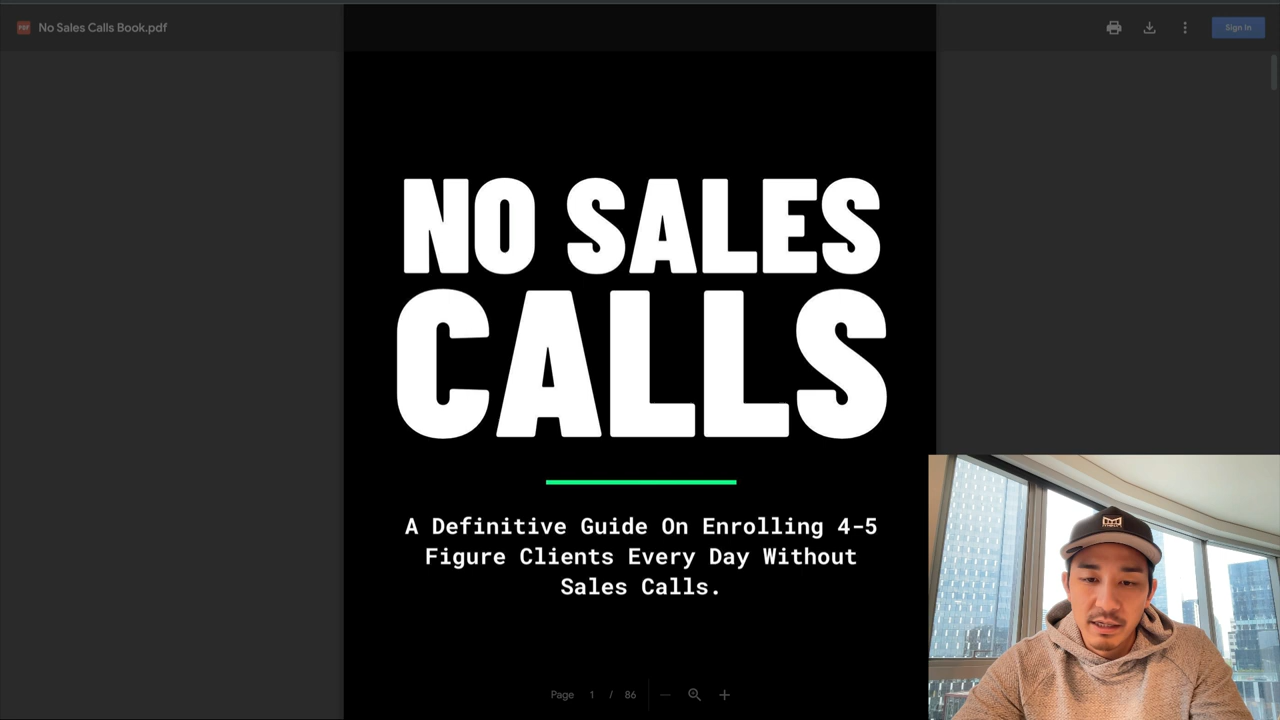 No Sales Calls Book.pdf
Sign in
NO SALES
CALLS
A Definitive Guide On Enrolling 4-5
Figure Clients Every Day Without
Sales Calls.
Page 1 / 86